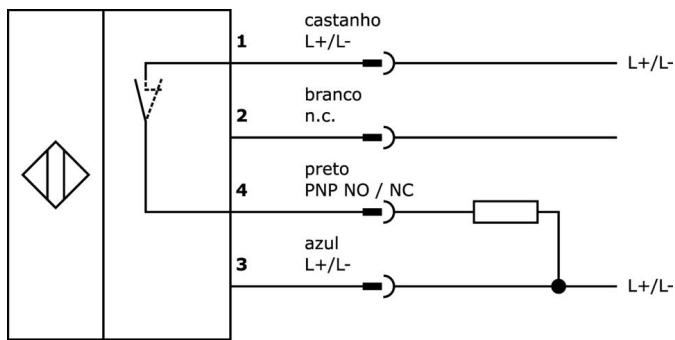 castanho
1 L+/L- L+/L-
branco
2 n.c.
preto
4 PNP NO / NC
azul
3 L+/L- L+/L-